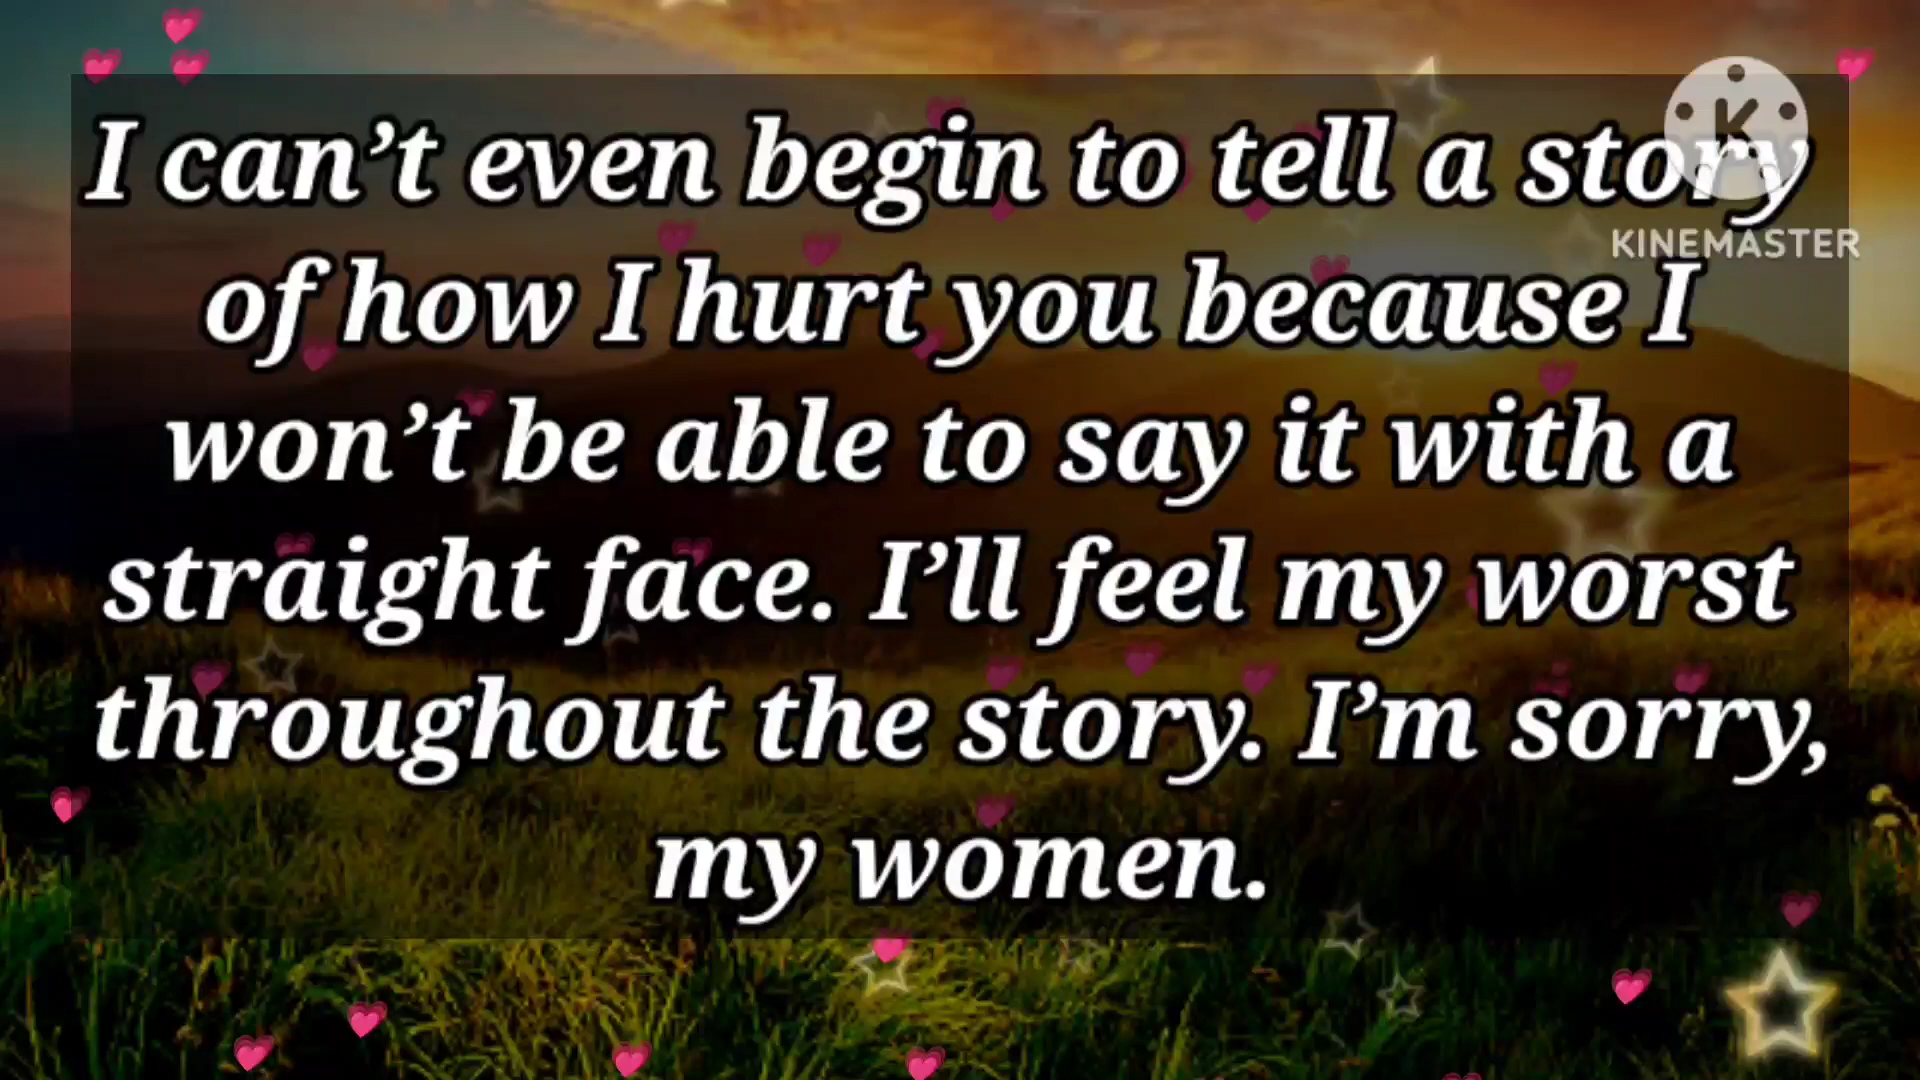 I can’t even begin to tell a story
KINEMASTER
of how I hurt you because I
won’t be able to say it with a
straight face. I’ll feel my worst
throughout the story. I’m sorry,
my women.